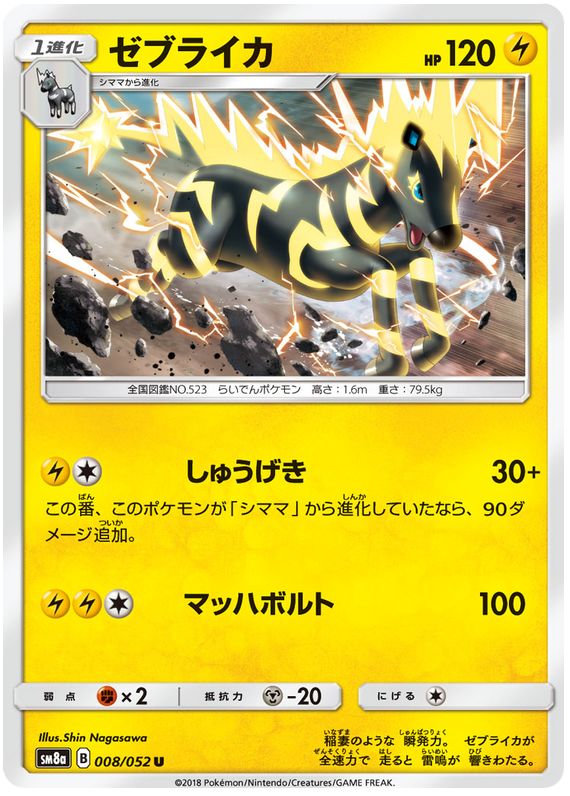 1進化
ゼブライカ
HP 120
シママから進化
全国図鑑NO.523 らいでんポケモン 高さ：1.6m 重さ：79.5kg
しゅうげき 30+
この番、このポケモンが「シママ」から進化していたなら、90ダ
メージ追加。
マッハボルト 100
弱点 ×2 抵抗力 -20 にげる
Illus.Shin Nagasawa
SM8a B 008/052 U
稲妻のような 瞬発力。 ゼブライカが
全速力で 走ると 雷鳴が 響きわたる。
©2018 Pokémon/Nintendo/Creatures/GAME FREAK.